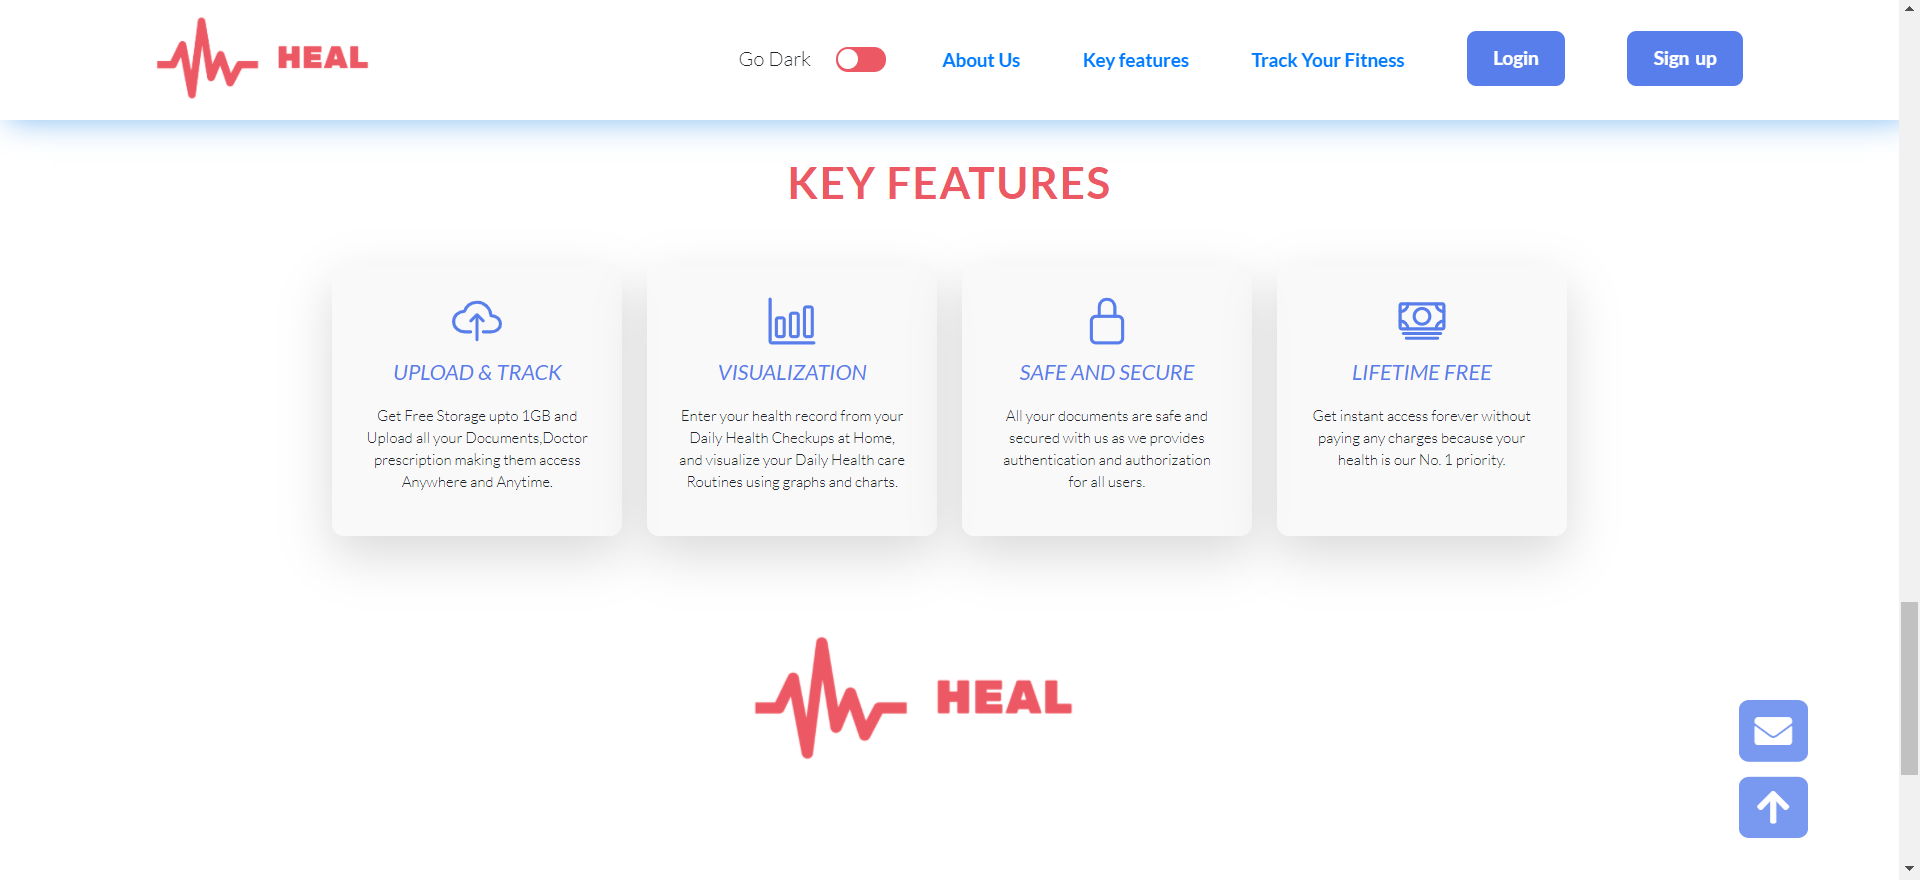 HEAL
Go Dark
About Us
Key features
Track Your Fitness
Login
Sign up
KEY FEATURES
UPLOAD & TRACK
Get Free Storage upto 1GB and
Upload all your Documents,Doctor
prescription making them access
Anywhere and Anytime.
VISUALIZATION
Enter your health record from your
Daily Health Checkups at Home,
and visualize your Daily Health care
Routines using graphs and charts.
SAFE AND SECURE
All your documents are safe and
secured with us as we provides
authentication and authorization
for all users.
LIFETIME FREE
Get instant access forever without
paying any charges because your
health is our No. 1 priority.
HEAL